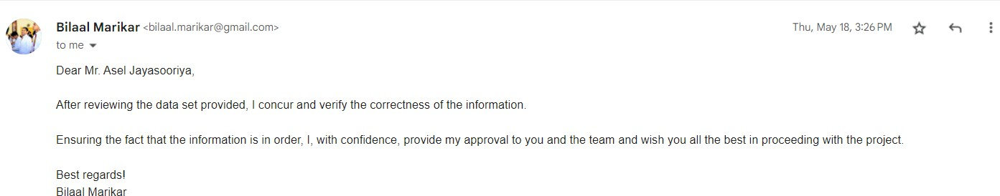 Bilaal Marikar <bilaal.marikar@gmail.com> Thu, May 18, 3:26 PM
to me
Dear Mr. Asel Jayasooriya,
After reviewing the data set provided, I concur and verify the correctness of the information.
Ensuring the fact that the information is in order, I, with confidence, provide my approval to you and the team and wish you all the best in proceeding with the project.
Best regards!
Bilaal Marikar